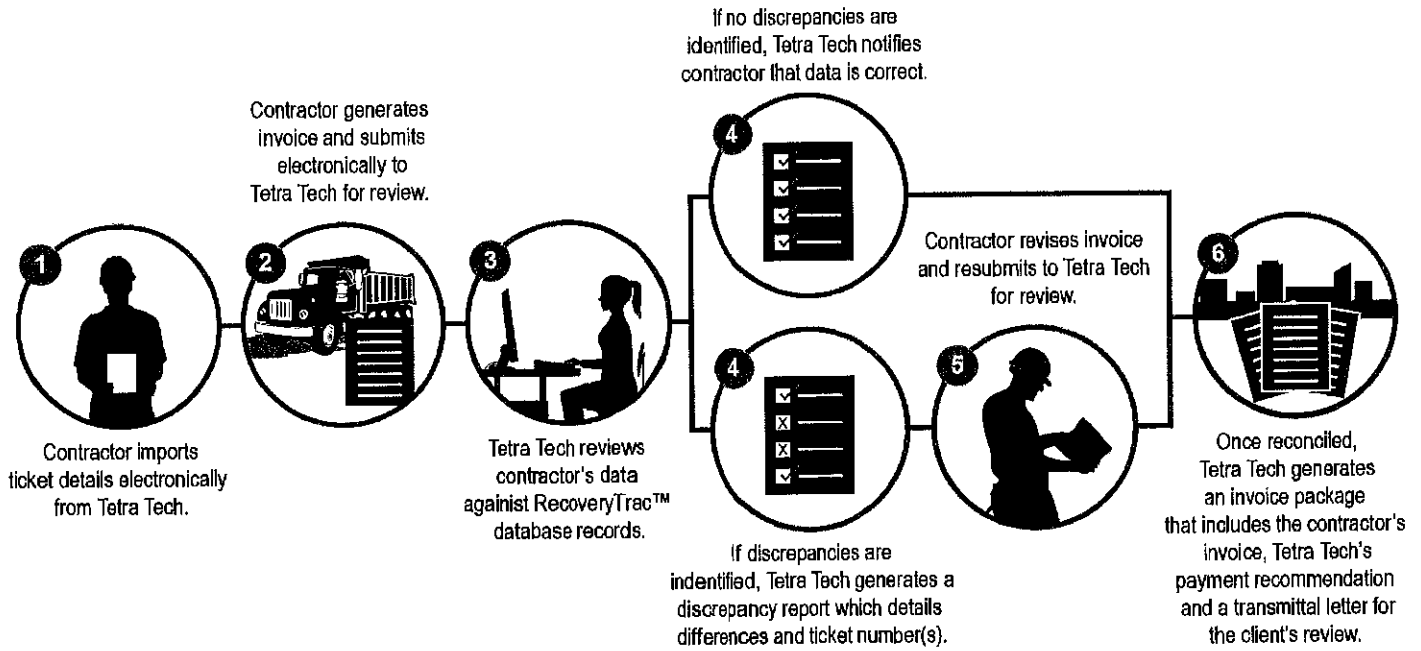 1
Contractor imports
ticket details electronically
from Tetra Tech.
Contractor generates
invoice and submits
electronically to
Tetra Tech for review.
2
3
Tetra Tech reviews
contractor's data
against RecoveryTrac™
database records.
If no discrepancies are
identified, Tetra Tech notifies
contractor that data is correct.
4
4
If discrepancies are
indentified, Tetra Tech generates a
discrepancy report which details
differences and ticket number(s).
Contractor revises invoice
and resubmits to Tetra Tech
for review.
5
6
Once reconciled,
Tetra Tech generates
an invoice package
that includes the contractor's
invoice, Tetra Tech's
payment recommendation
and a transmittal letter for
the client's review.